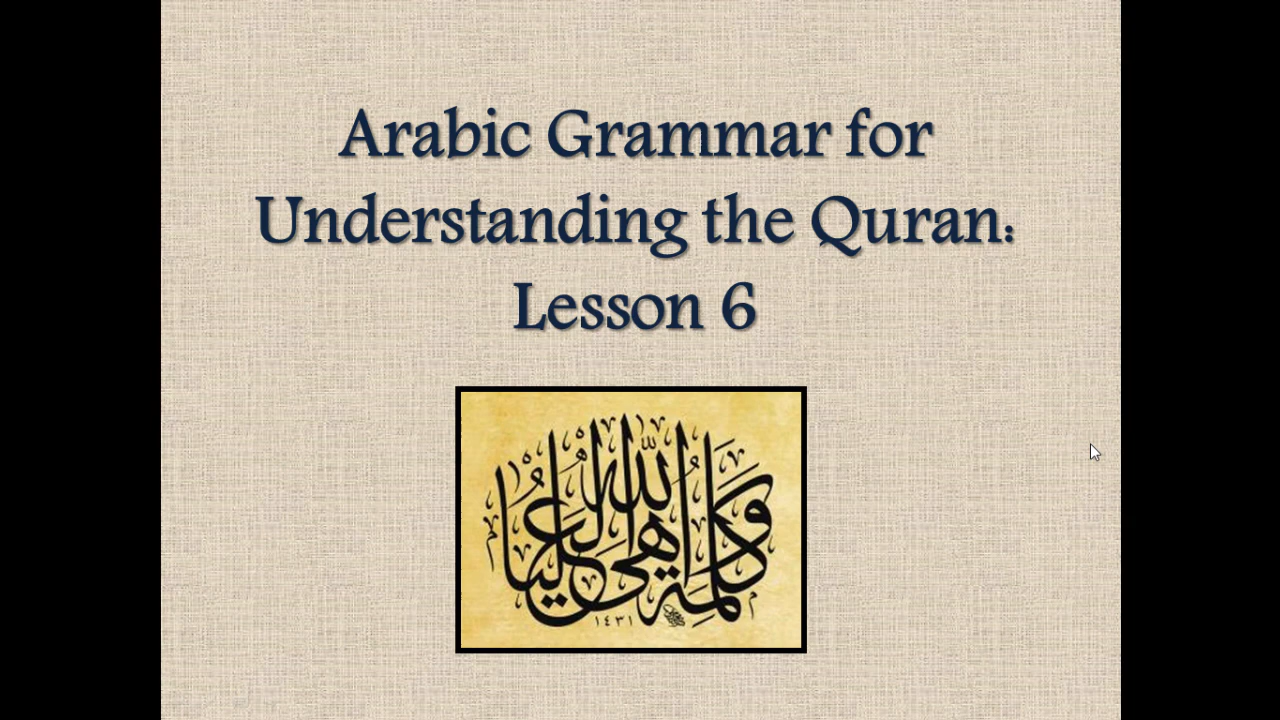 Arabic Grammar for
Understanding the Quran:
Lesson 6
وكلمة الله هي العليا
١٤٣١